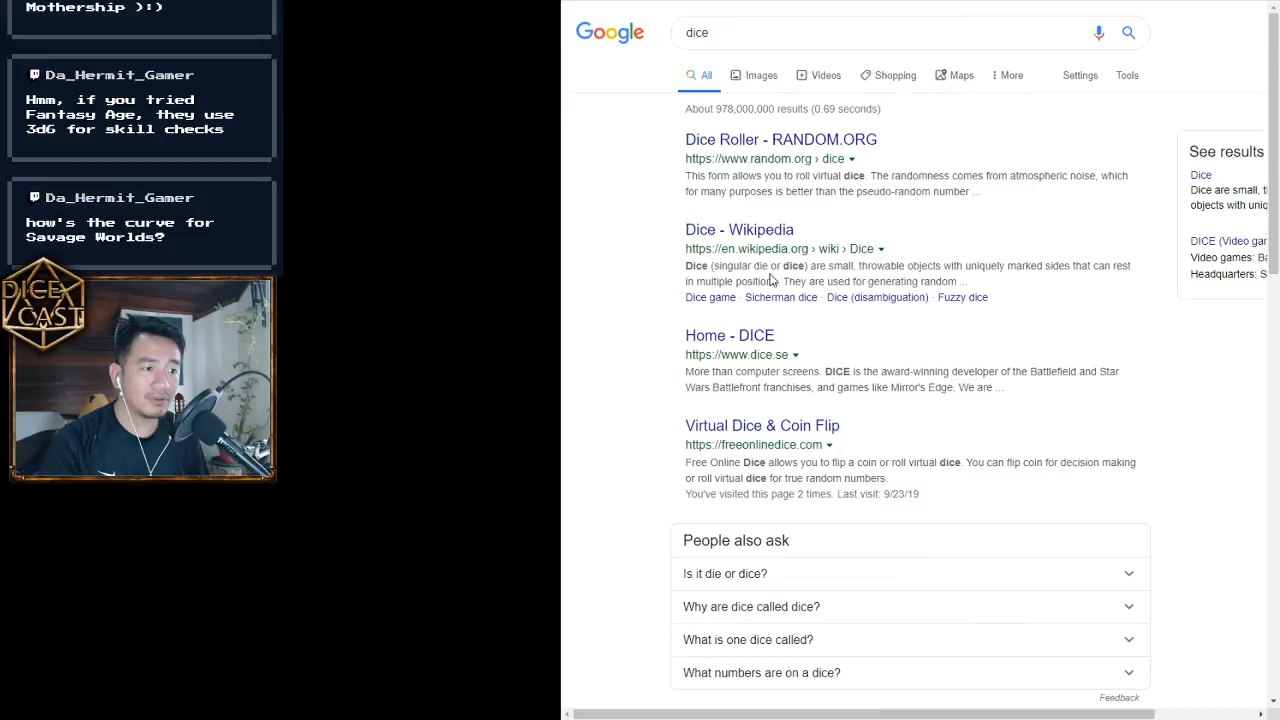 Mothership ):)
Da_Hermit_Gamer
Hmm, if you tried
Fantasy Age, they use
3d6 for skill checks
Da_Hermit_Gamer
how's the curve for
Savage Worlds?
DICE
CAST
Google
dice
All
Images
Videos
Shopping
Maps
More
Settings
Tools
About 978,000,000 results (0.69 seconds)
Dice Roller - RANDOM.ORG
https://www.random.org › dice
This form allows you to roll virtual dice. The randomness comes from atmospheric noise, which
for many purposes is better than the pseudo-random number ...
Dice - Wikipedia
https://en.wikipedia.org › wiki › Dice
Dice (singular die or dice) are small, throwable objects with uniquely marked sides that can rest
in multiple positions. They are used for generating random ...
Dice game · Sicherman dice · Dice (disambiguation) · Fuzzy dice
Home - DICE
https://www.dice.se
More than computer screens. DICE is the award-winning developer of the Battlefield and Star
Wars Battlefront franchises, and games like Mirror's Edge. We are ...
Virtual Dice & Coin Flip
https://freeonlinedice.com
Free Online Dice allows you to flip a coin or roll virtual dice. You can flip coin for decision making
or roll virtual dice for true random numbers.
You've visited this page 2 times. Last visit: 9/23/19
People also ask
Is it die or dice?
Why are dice called dice?
What is one dice called?
What numbers are on a dice?
Feedback
See results
Dice
Dice are small, t
objects with uniq
DICE (Video gar
Video games: Ba
Headquarters: S